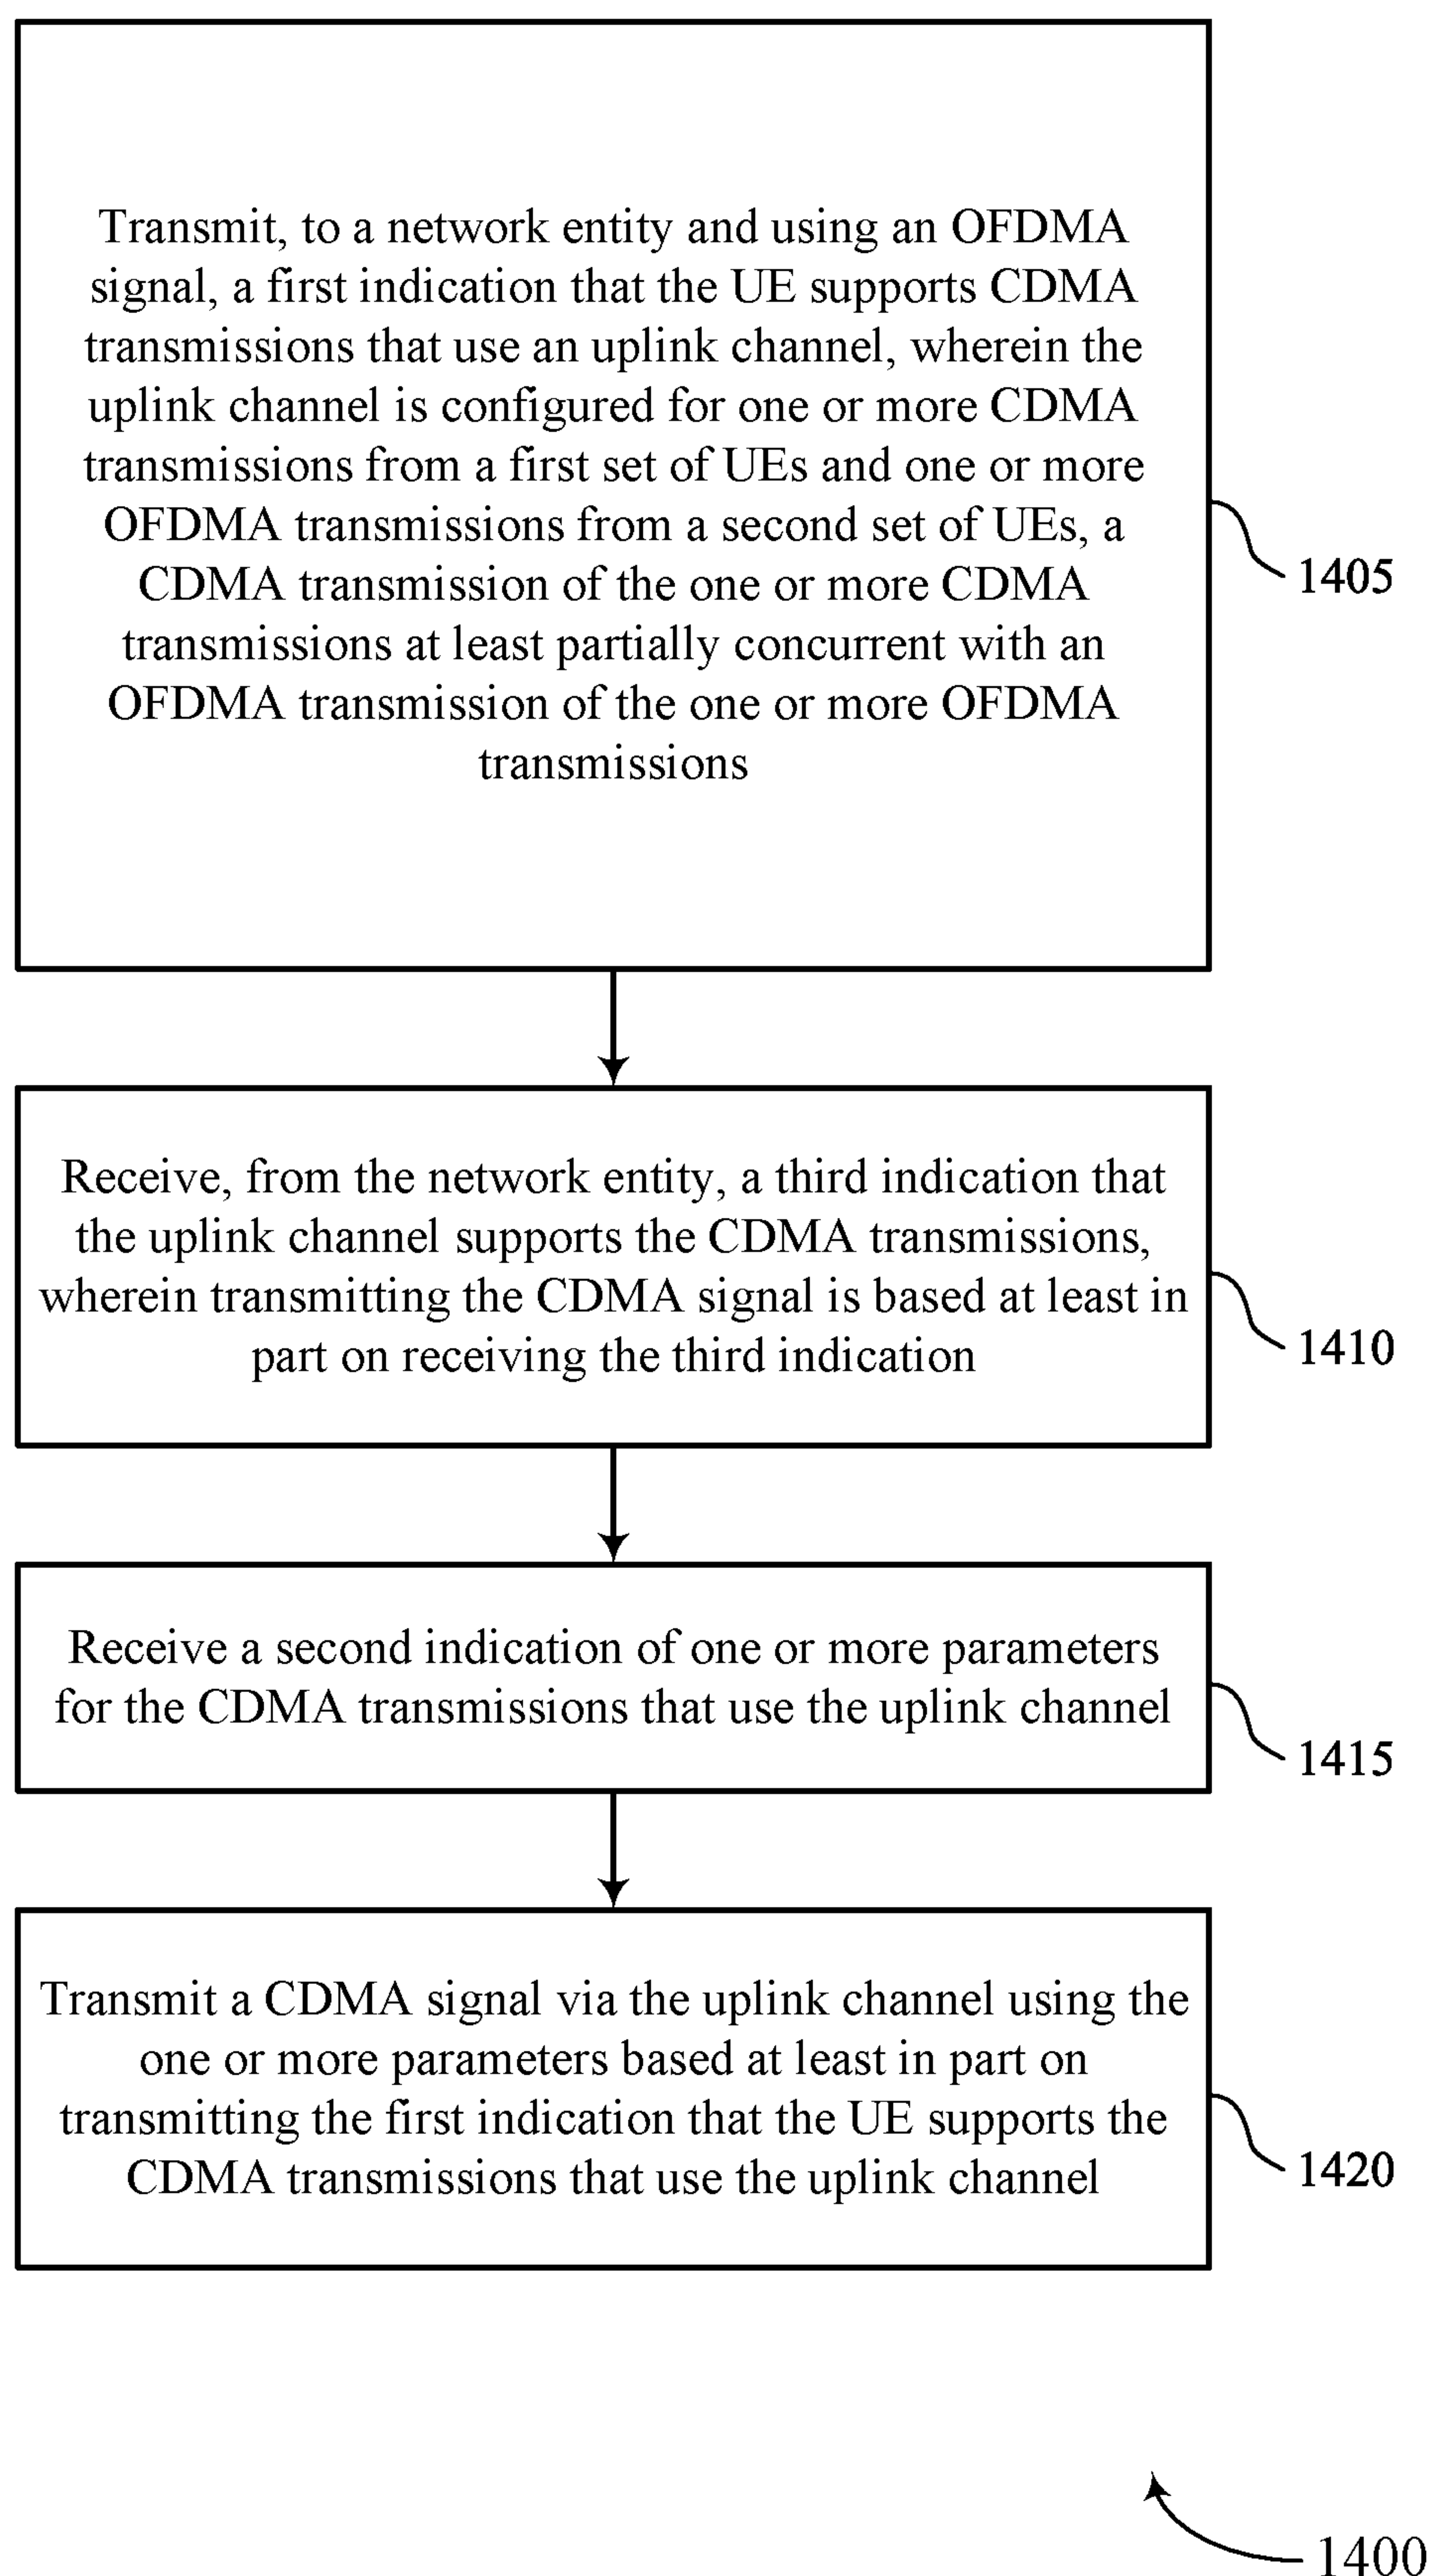 Transmit, to a network entity and using an OFDMA
signal, a first indication that the UE supports CDMA
transmissions that use an uplink channel, wherein the
uplink channel is configured for one or more CDMA
transmissions from a first set of UEs and one or more
OFDMA transmissions from a second set of UEs, a
CDMA transmission of the one or more CDMA
transmissions at least partially concurrent with an
OFDMA transmission of the one or more OFDMA
transmissions
1405
Receive, from the network entity, a third indication that
the uplink channel supports the CDMA transmissions,
wherein transmitting the CDMA signal is based at least in
part on receiving the third indication
1410
Receive a second indication of one or more parameters
for the CDMA transmissions that use the uplink channel
1415
Transmit a CDMA signal via the uplink channel using the
one or more parameters based at least in part on
transmitting the first indication that the UE supports the
CDMA transmissions that use the uplink channel
1420
1400